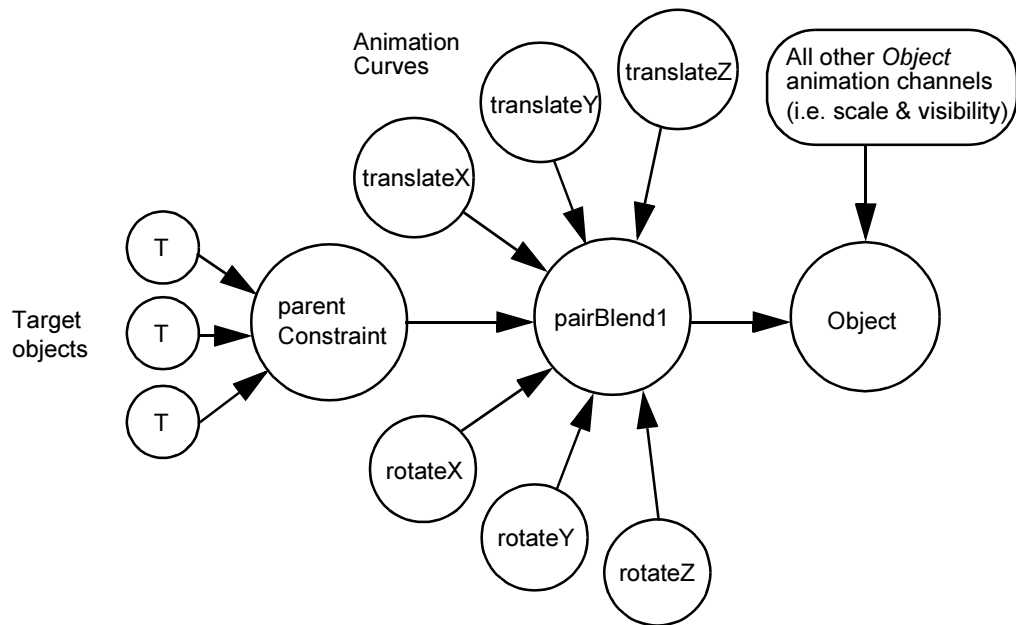 Animation
Curves
translateX
translateY
translateZ
All other Object
animation channels
(i.e. scale & visibility)
Target
objects
T
T
T
parent
Constraint
pairBlend1
Object
rotateX
rotateY
rotateZ